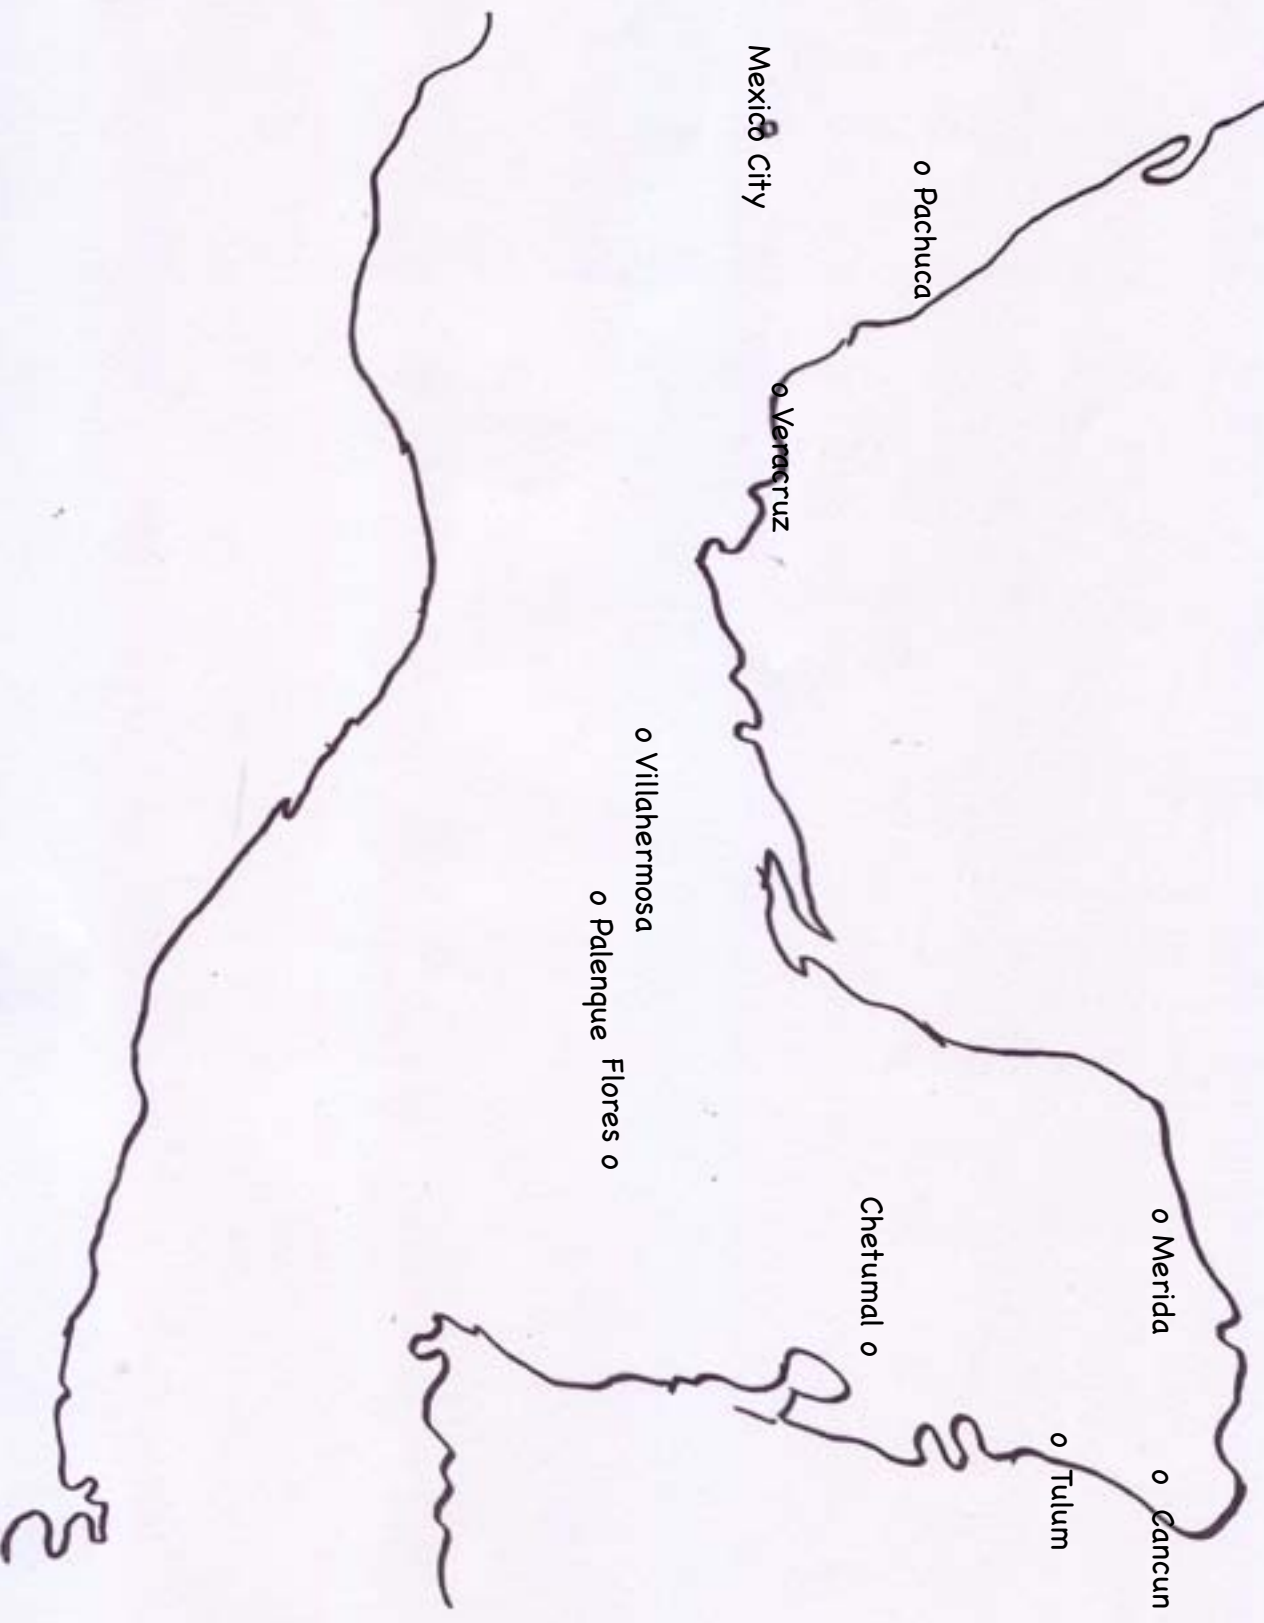 o Merida
o Cancun
o Tulum
o Pachuca
Chetumal o
o Veracruz
Mexico City
o Villahermosa
o Palenque
Flores o